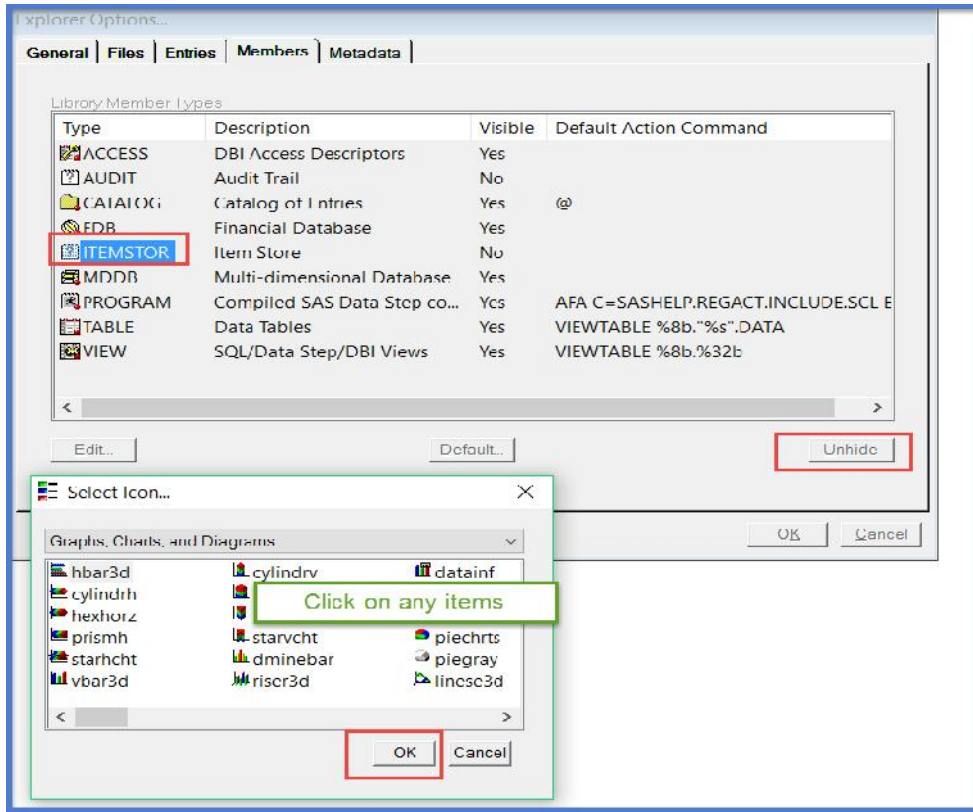 Explorer Options...
General Files Entries Members Metadata
Library Member Types
Type Description Visible Default Action Command
ACCESS DBI Access Descriptors Yes
AUDIT Audit Trail No
CATALOG Catalog of Entries Yes @
FDB Financial Database Yes
ITEMSTOR Item Store No
MDDB Multi-dimensional Database Yes
PROGRAM Compiled SAS Data Step co... Yes AFA C=SASHELP.REGACT.INCLUDE.SCL E
TABLE Data Tables Yes VIEWTABLE %8b."%s".DATA
VIEW SQL/Data Step/DBI Views Yes VIEWTABLE %8b.%32b
< >
Edit... Default... Unhide
OK Cancel
Select Icon...
Graphs, Charts, and Diagrams
hbar3d cylindrv datainf
cylindrh
Click on any items
hexhorz
prismh starvcht piechrts
starhcht dminebar piegray
vbar3d riser3d linese3d
< >
OK Cancel